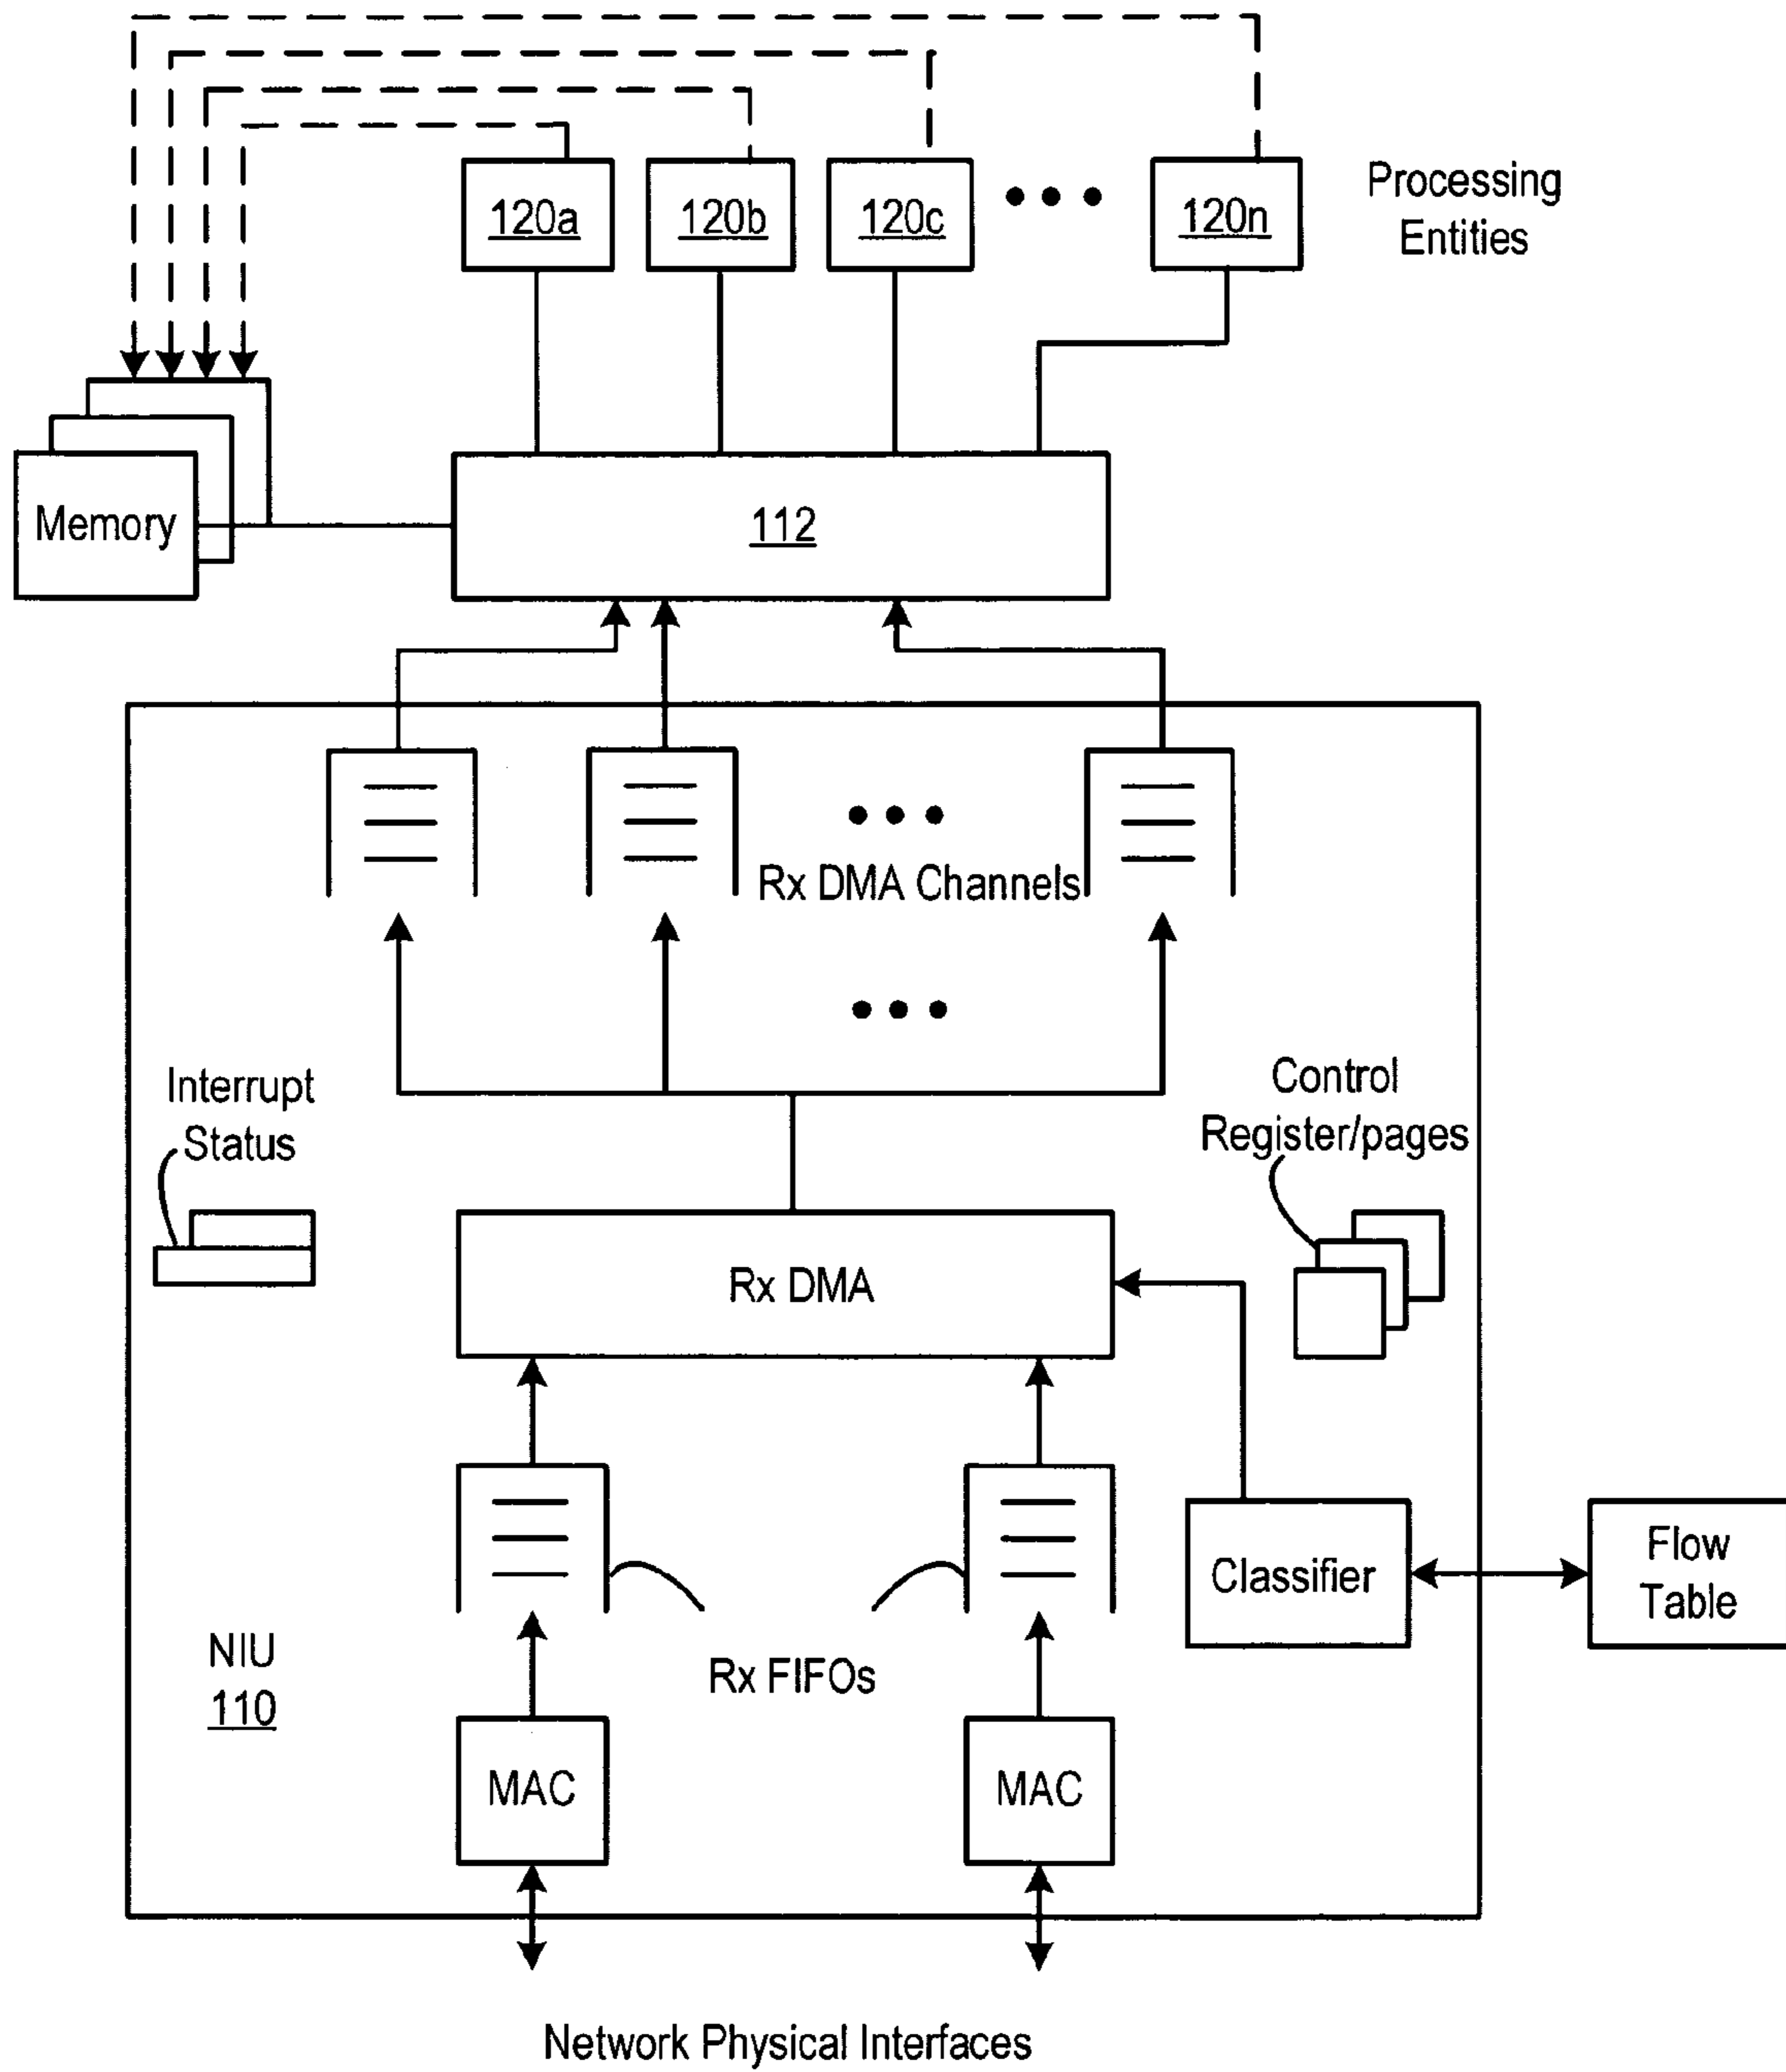 120a
120b
120c
120n
Processing
Entities
Memory
112
Rx DMA Channels
Interrupt
Status
Control
Register/pages
Rx DMA
Classifier
Flow
Table
NIU
110
Rx FIFOs
MAC
MAC
Network Physical Interfaces